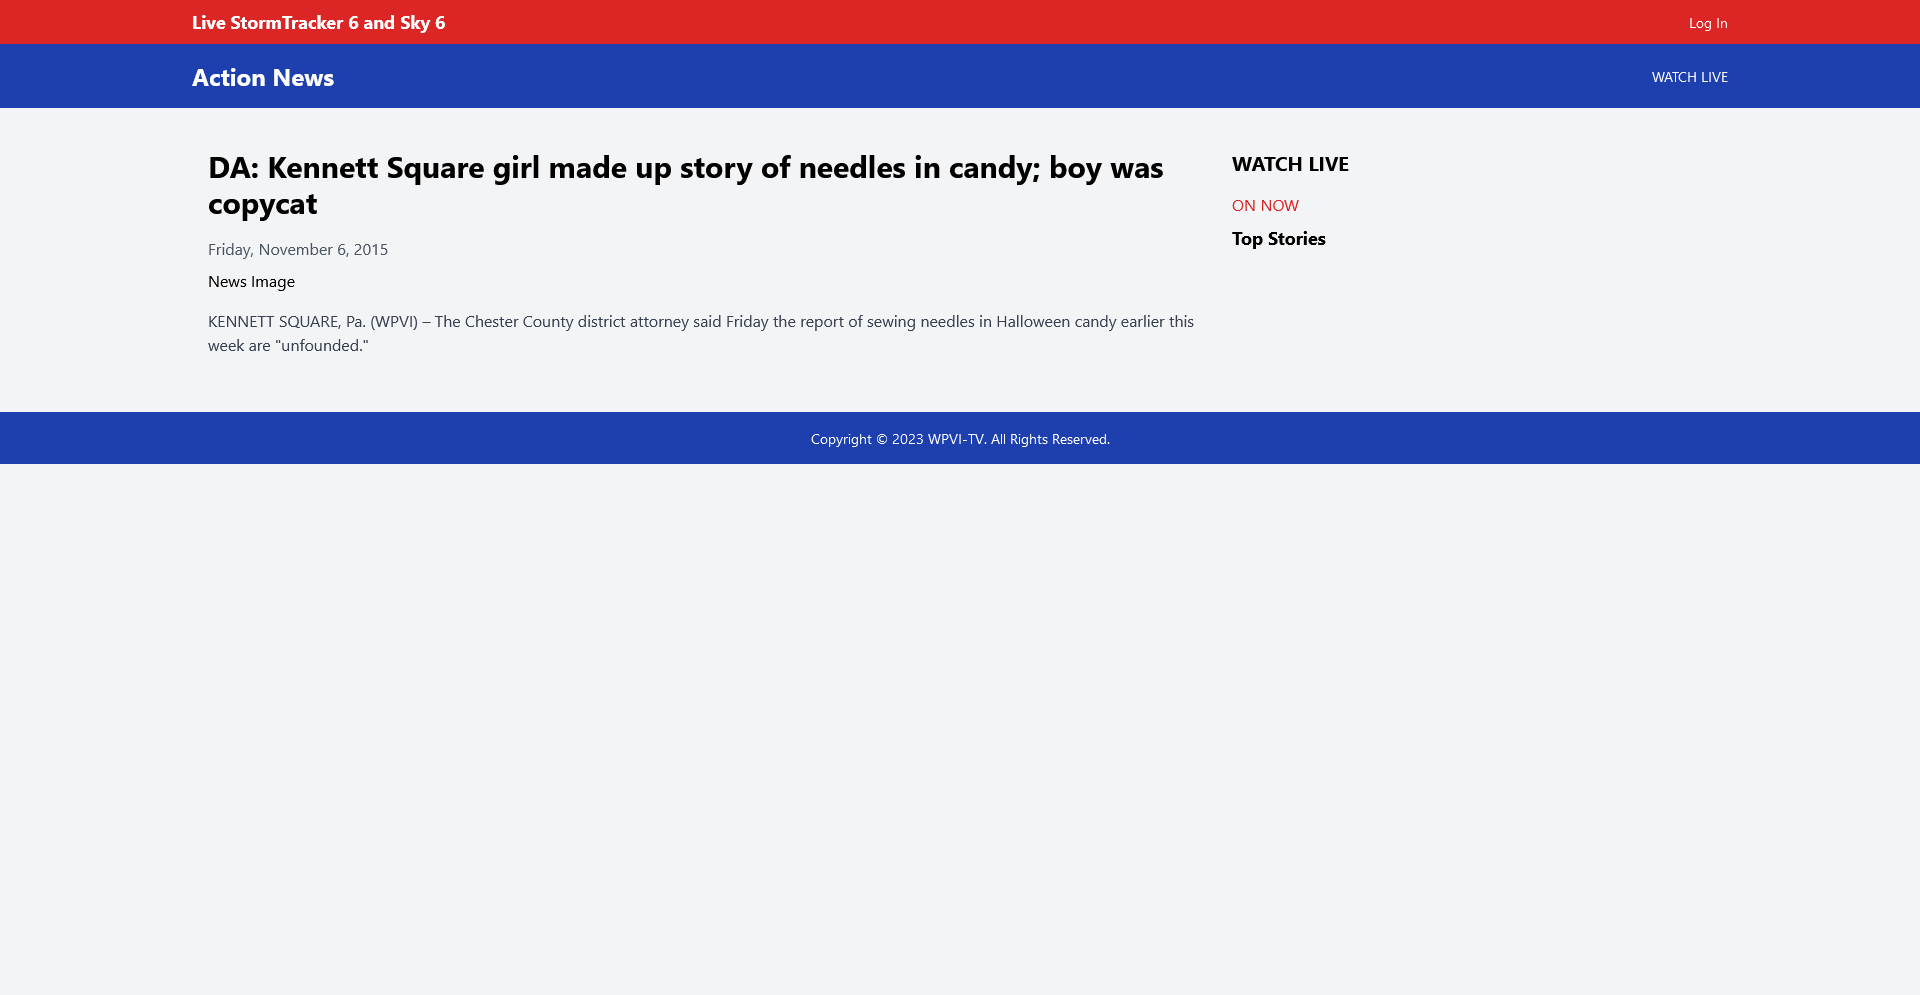 Live StormTracker 6 and Sky 6
Log In
Action News
WATCH LIVE
DA: Kennett Square girl made up story of needles in candy; boy was
copycat
Friday, November 6, 2015
News Image
KENNETT SQUARE, Pa. (WPVI) – The Chester County district attorney said Friday the report of sewing needles in Halloween candy earlier this
week are "unfounded."
WATCH LIVE
ON NOW
Top Stories
Copyright © 2023 WPVI-TV. All Rights Reserved.